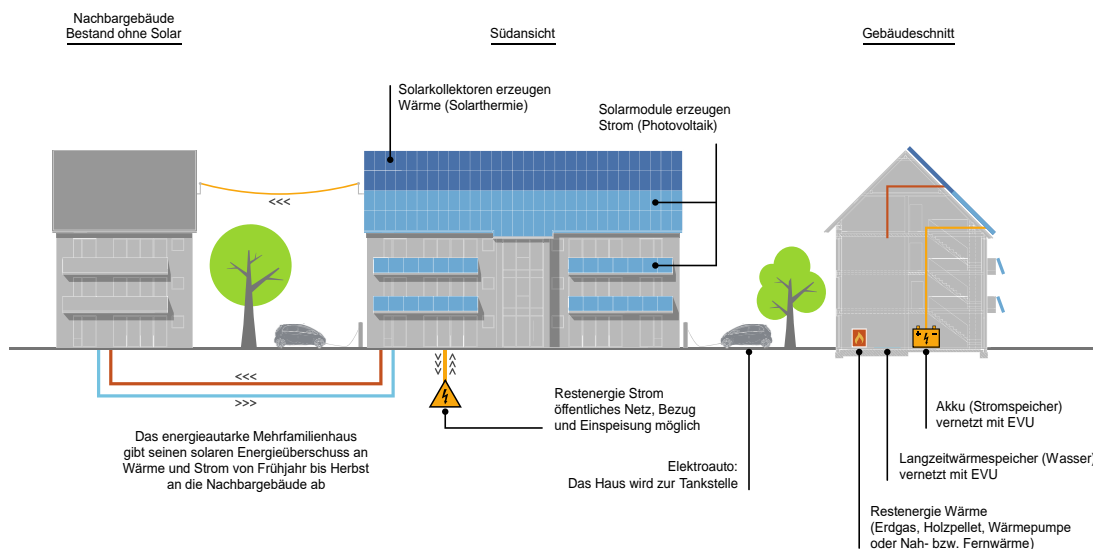 Nachbargebäude
Bestand ohne Solar
Südansicht
Gebäudeschnitt
Solarkollektoren erzeugen
Wärme (Solarthermie)
Solarmodule erzeugen
Strom (Photovoltaik)
<<<
<<<
>>>
<<<
>>>
Restenergie Strom
öffentliches Netz, Bezug
und Einspeisung möglich
Das energieautarke Mehrfamilienhaus
gibt seinen solaren Energieüberschuss an
Wärme und Strom von Frühjahr bis Herbst
an die Nachbargebäude ab
Elektroauto:
Das Haus wird zur Tankstelle
Akku (Stromspeicher)
vernetzt mit EVU
Langzeitwärmespeicher (Wasser)
vernetzt mit EVU
Restenergie Wärme
(Erdgas, Holzpellet, Wärmepumpe
oder Nah- bzw. Fernwärme)